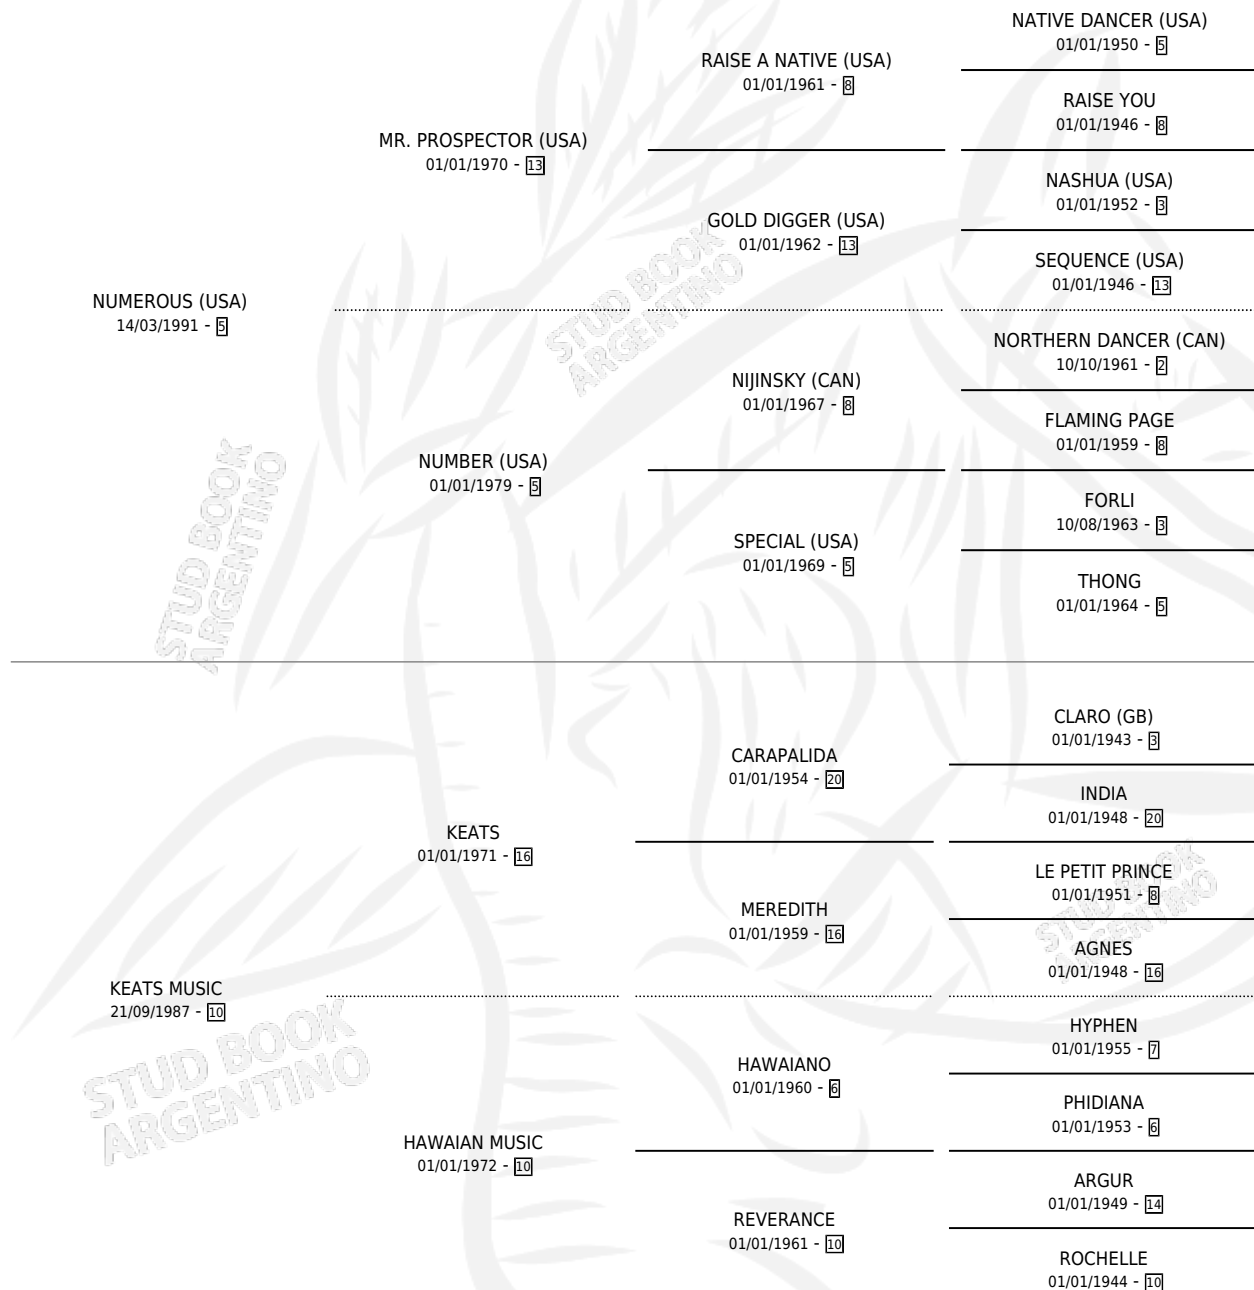 NATIVE DANCER (USA)
01/01/1950 - 5
RAISE A NATIVE (USA)
01/01/1961 - 8
RAISE YOU
01/01/1946 - 8
MR. PROSPECTOR (USA)
01/01/1970 - 13
NASHUA (USA)
01/01/1952 - 3
GOLD DIGGER (USA)
01/01/1962 - 13
SEQUENCE (USA)
01/01/1946 - 13
NUMEROUS (USA)
14/03/1991 - 5
NORTHERN DANCER (CAN)
10/10/1961 - 2
NIJINSKY (CAN)
01/01/1967 - 8
FLAMING PAGE
01/01/1959 - 8
NUMBER (USA)
01/01/1979 - 5
FORLI
10/08/1963 - 3
SPECIAL (USA)
01/01/1969 - 5
THONG
01/01/1964 - 5
CLARO (GB)
01/01/1943 - 3
CARAPALIDA
01/01/1954 - 20
INDIA
01/01/1948 - 20
KEATS
01/01/1971 - 16
LE PETIT PRINCE
01/01/1951 - 8
MEREDITH
01/01/1959 - 16
AGNES
01/01/1948 - 16
KEATS MUSIC
21/09/1987 - 10
HYPHEN
01/01/1955 - 7
HAWAIANO
01/01/1960 - 6
PHIDIANA
01/01/1953 - 6
HAWAIAN MUSIC
01/01/1972 - 10
ARGUR
01/01/1949 - 14
REVERANCE
01/01/1961 - 10
ROCHELLE
01/01/1944 - 10
STUD BOOK
ARGENTINO
STUD BOOK
ARGENTINO
STUD BOOK
ARGENTINO
STUD BOOK
ARGENTINO